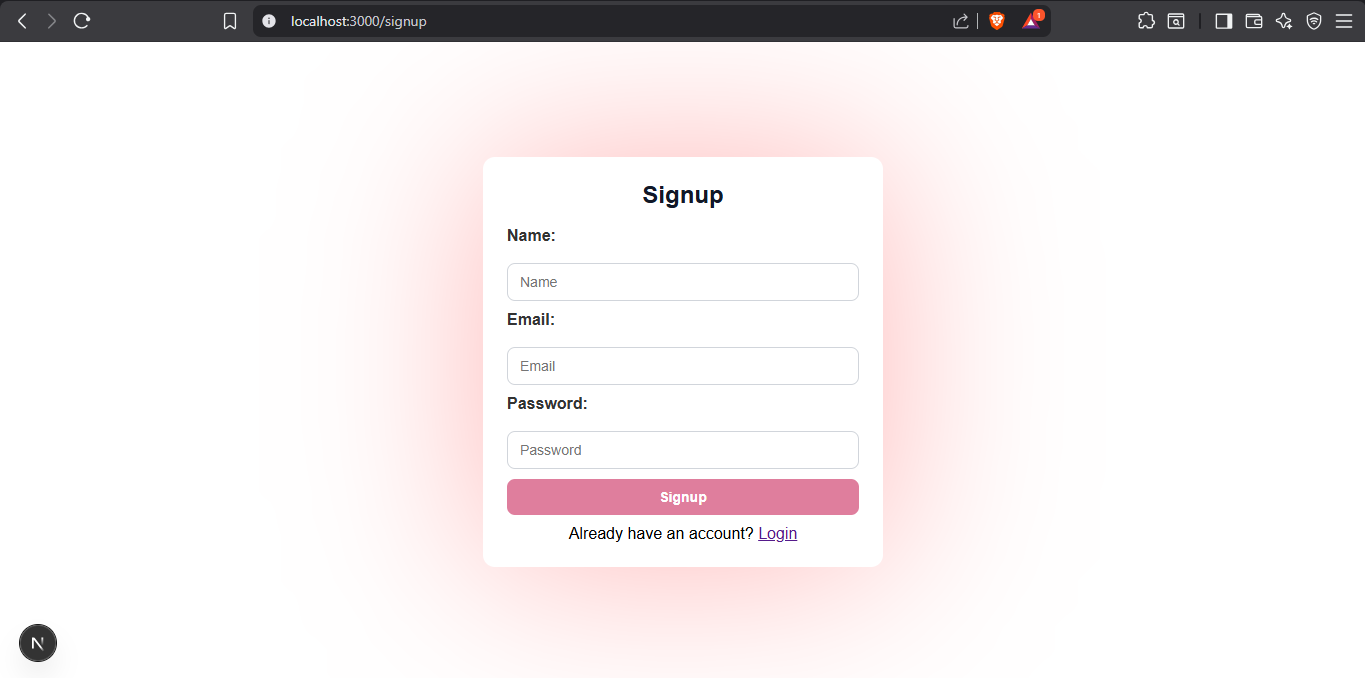 localhost:3000/signup
1
Signup
Name:
Name
Email:
Email
Password:
Password
Signup
Already have an account? Login
N